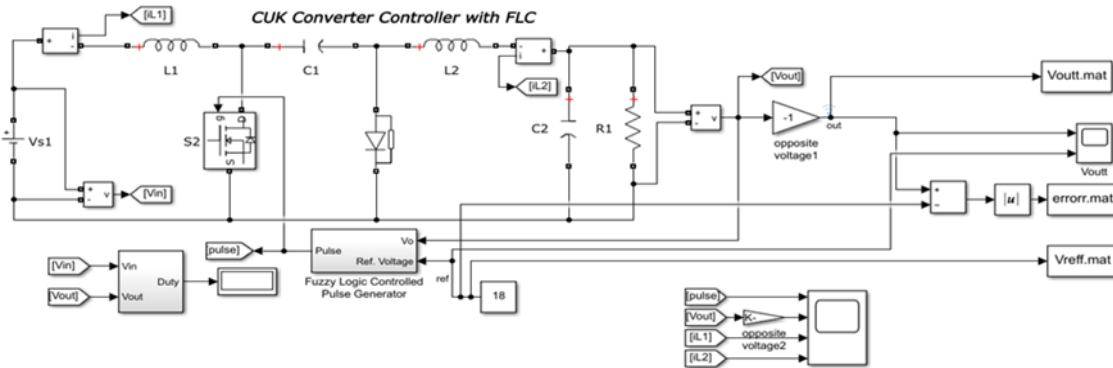 CUK Converter Controller with FLC
[iL1]
+
i
-
L1
C1
L2
-
+
i
[iL2]
[Vout]
Voutt.mat
-1
out
opposite
voltage1
Vs1
S2
g
D
S
C2
R1
+
-
v
Voutt
+
-
v
[Vin]
+
−
|u|
errorr.mat
[pulse]
Pulse
Vo
Ref. Voltage
Fuzzy Logic Controlled
Pulse Generator
ref
18
Vreff.mat
[Vin]
[Vout]
Vin
Vout
Duty
[pulse]
[Vout]
K-
opposite
voltage2
[iL1]
[iL2]